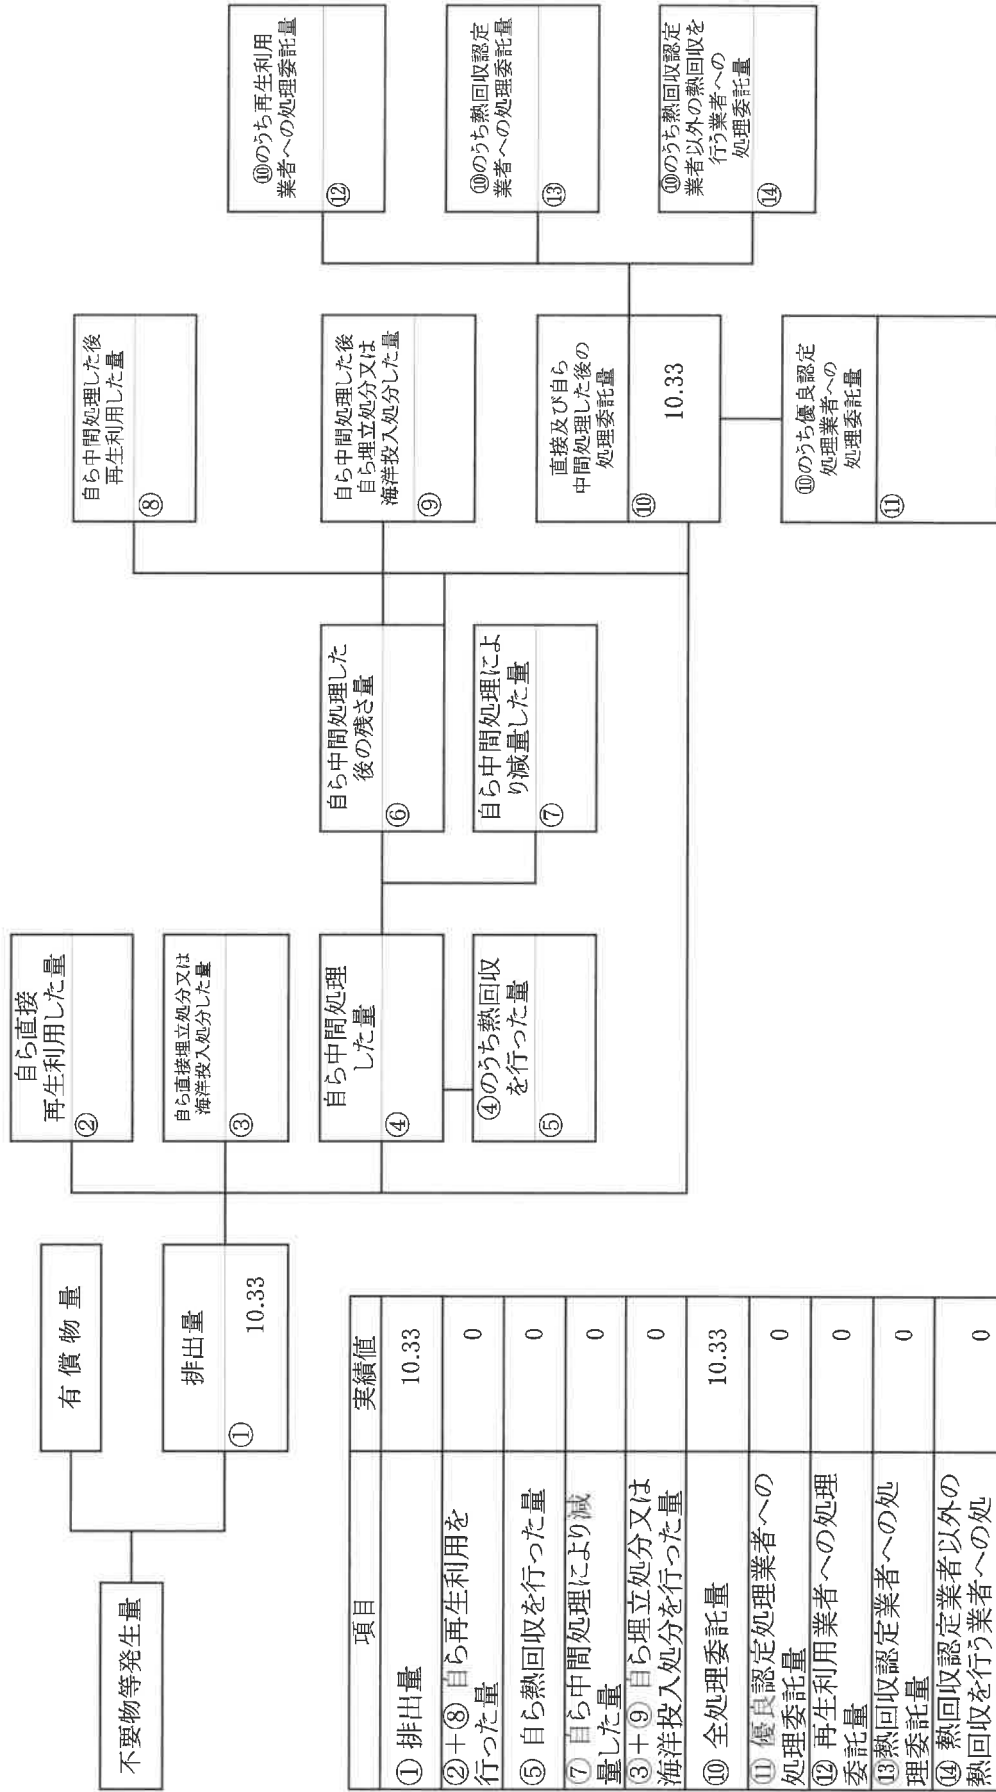 不要物等発生量
有 償 物 量
排出量
①
10.33
自ら直接
再生利用した量
②
自ら直接埋立処分又は
海洋投入処分した量
③
自ら中間処理
した量
④
④のうち熱回収
を行った量
⑤
自ら中間処理した
後の残さ量
⑥
自ら中間処理によ
り減量した量
⑦
自ら中間処理した後
再生利用した量
⑧
自ら中間処理した後
自ら埋立処分又は
海洋投入処分した量
⑨
直接及び自ら
中間処理した後の
処理委託量
⑩
10.33
⑩のうち優良認定
処理業者への
処理委託量
⑪
⑩のうち再生利用
業者への処理委託量
⑫
⑩のうち熱回収認定
業者への処理委託量
⑬
⑩のうち熱回収認定
業者以外の熱回収を
行う業者への
処理委託量
⑭
項目 実績値
① 排出量 10.33
②＋⑧ 自ら再生利用を
行った量 0
⑤ 自ら熱回収を行った量 0
⑦ 自ら中間処理により減
量した量 0
③＋⑨ 自ら埋立処分又は
海洋投入処分を行った量 0
⑩ 全処理委託量 10.33
⑪ 優良認定処理業者への
処理委託量 0
⑫ 再生利用業者への処理
委託量 0
⑬熱回収認定業者への処
理委託量 0
⑭ 熱回収認定業者以外の
熱回収を行う業者への処 0